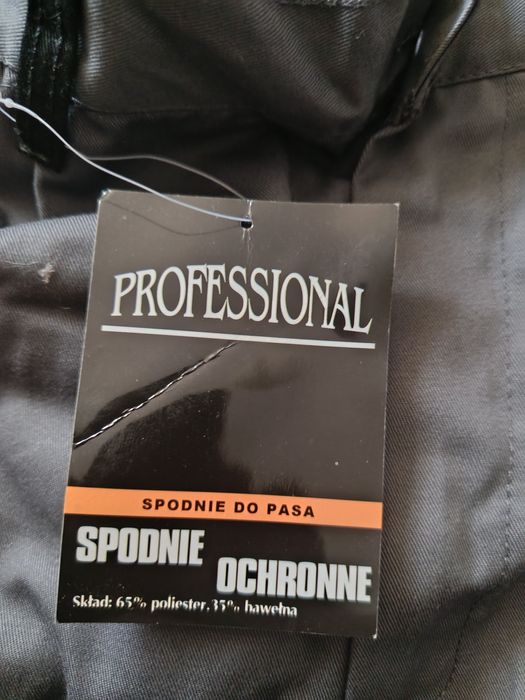 PROFESSIONAL
SPODNIE DO PASA
SPODNIE
OCHRONNE
Skład: 65% poliester, 35% bawełna